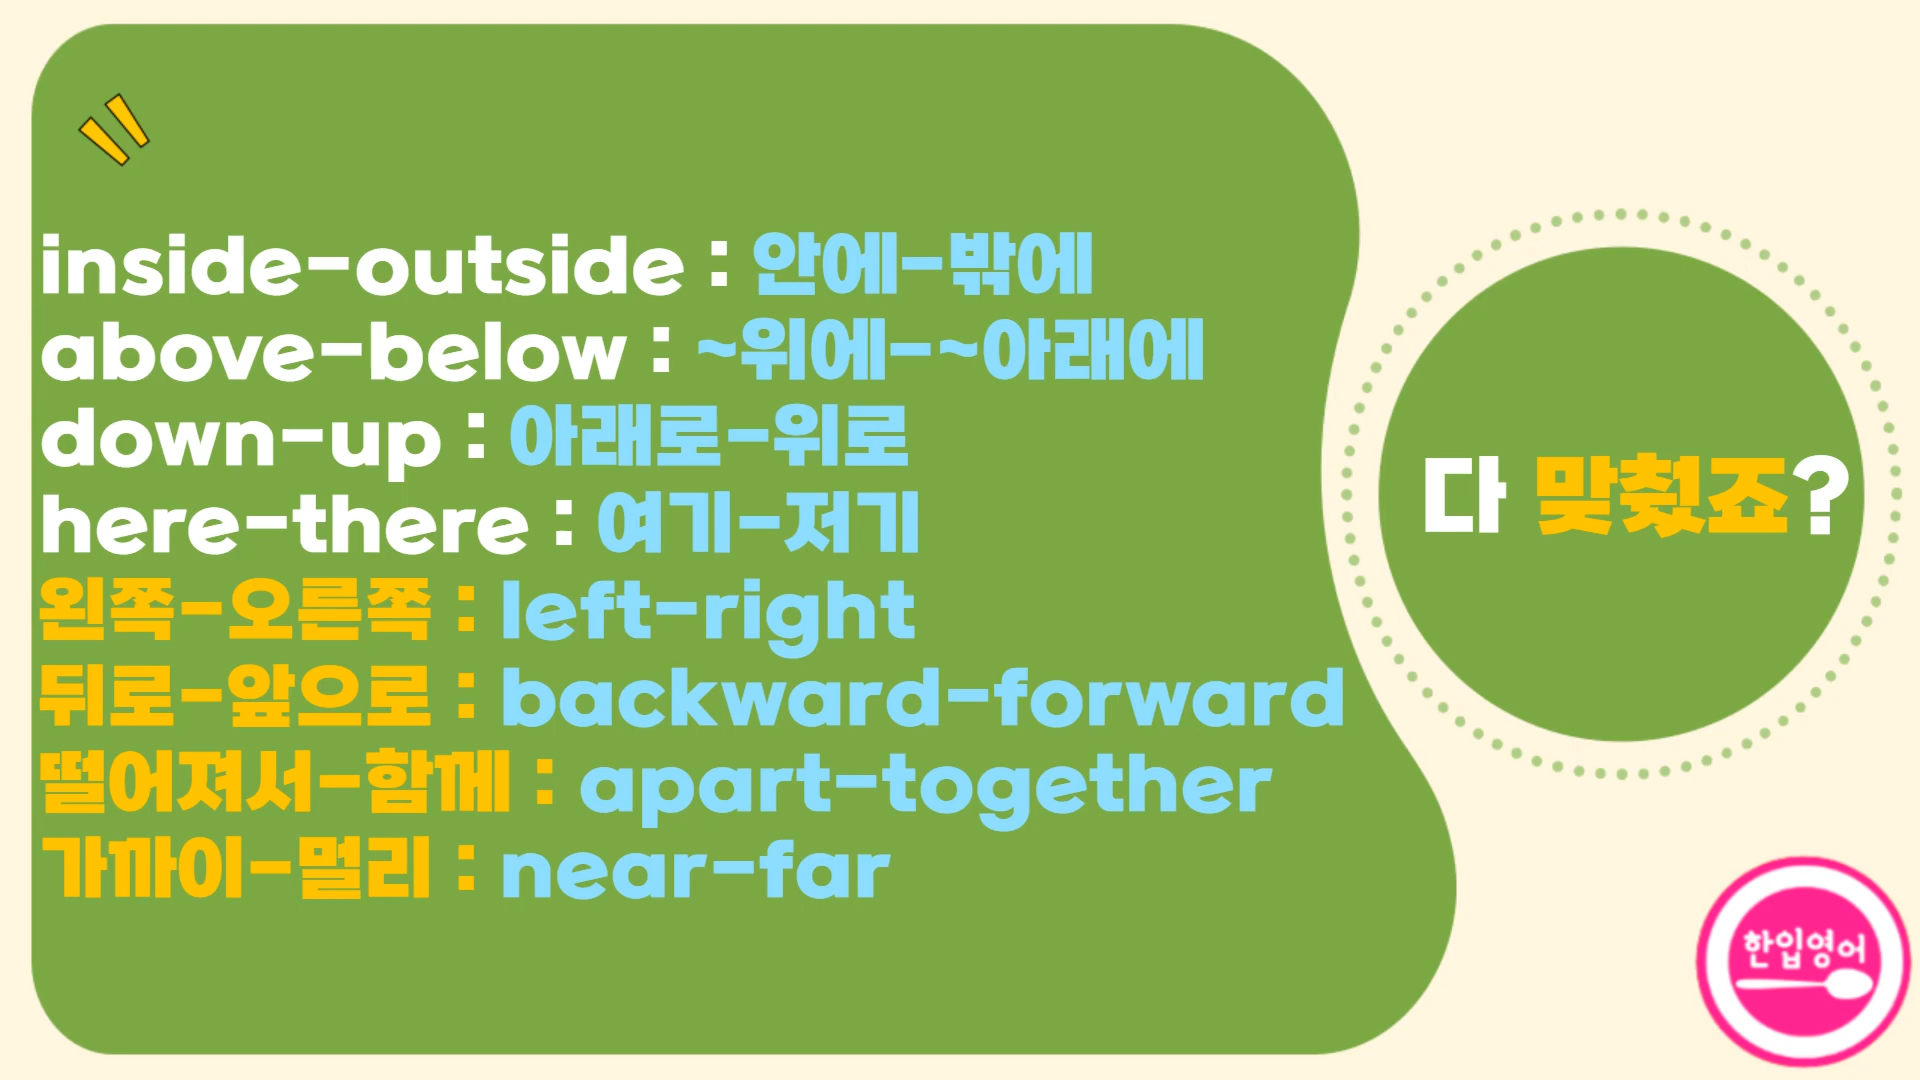 inside-outside : 안에-밖에
above-below : ~위에-~아래에
down-up : 아래로-위로
here-there : 여기-저기
왼쪽-오른쪽 : left-right
뒤로-앞으로 : backward-forward
떨어져서-함께 : apart-together
가까이-멀리 : near-far
다 맞췄죠?
한입영어